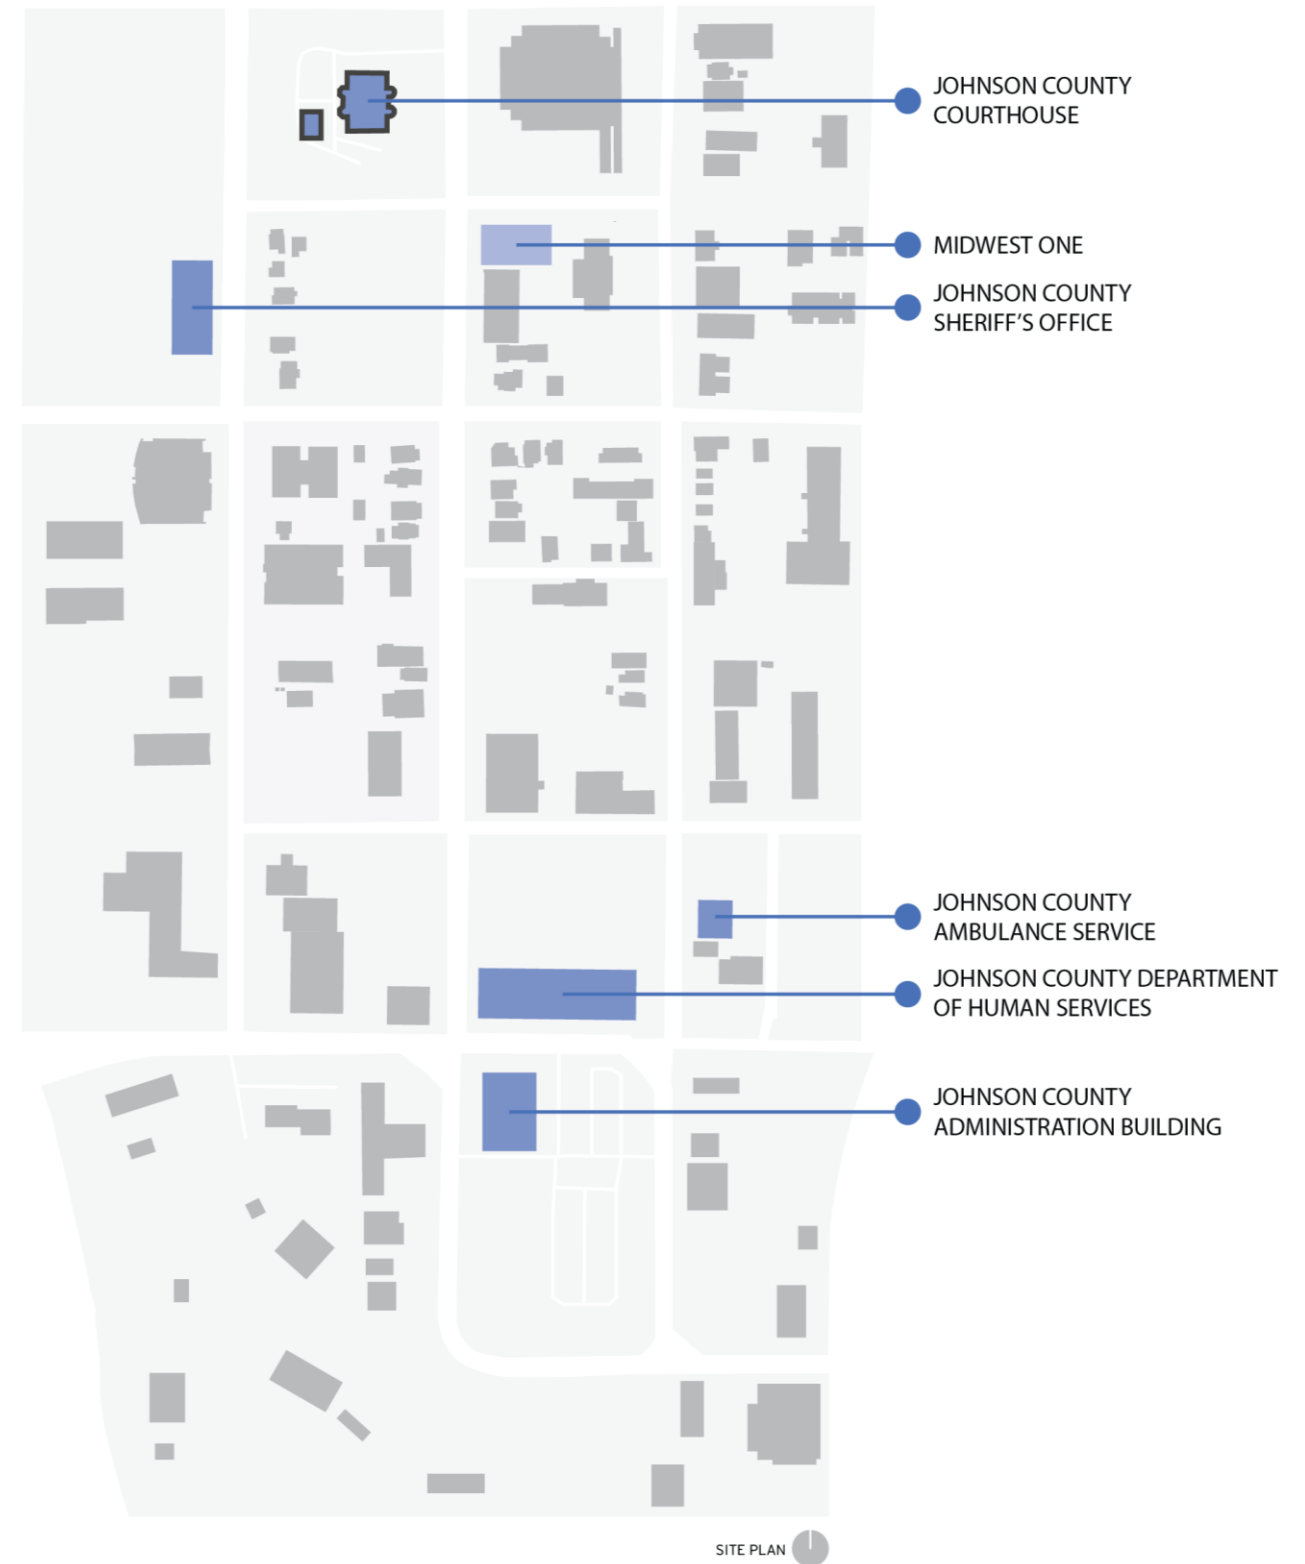 JOHNSON COUNTY
COURTHOUSE
MIDWEST ONE
JOHNSON COUNTY
SHERIFF'S OFFICE
JOHNSON COUNTY
AMBULANCE SERVICE
JOHNSON COUNTY DEPARTMENT
OF HUMAN SERVICES
JOHNSON COUNTY
ADMINISTRATION BUILDING
SITE PLAN